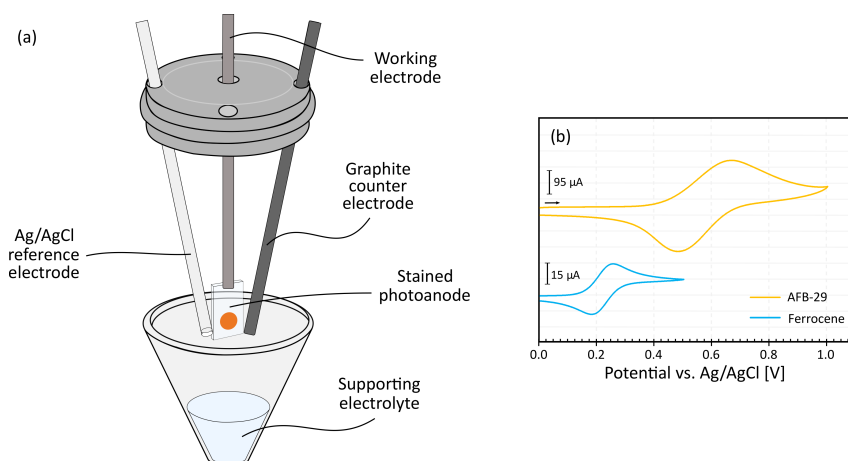 (a)
Working
electrode
Graphite
counter
electrode
Ag/AgCl
reference
electrode
Stained
photoanode
Supporting
electrolyte
(b)
95 µA
15 µA
AFB-29
Ferrocene
0.0 0.2 0.4 0.6 0.8 1.0
Potential vs. Ag/AgCl [V]